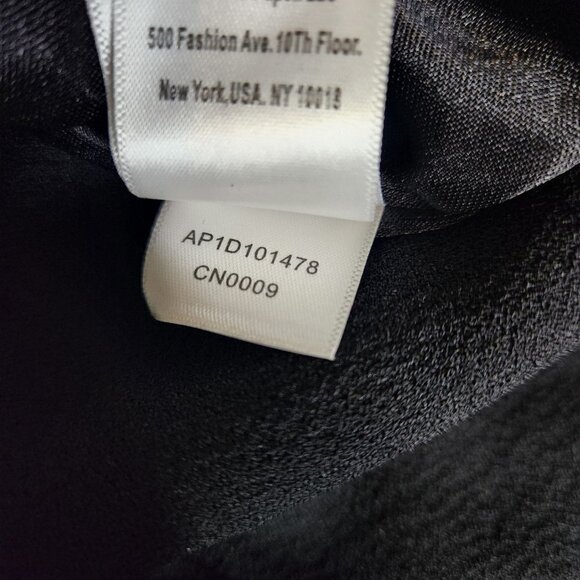 500 Fashion Ave. 10Th Floor.
New York, USA. NY 10018
AP1D101478
CN0009